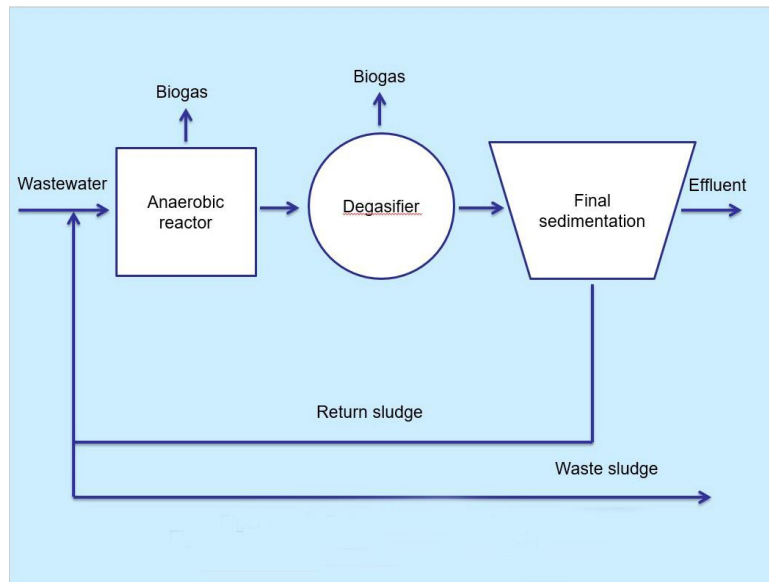 Biogas
Biogas
Wastewater
Anaerobic
reactor
Degasifier
Final
sedimentation
Effluent
Return sludge
Waste sludge